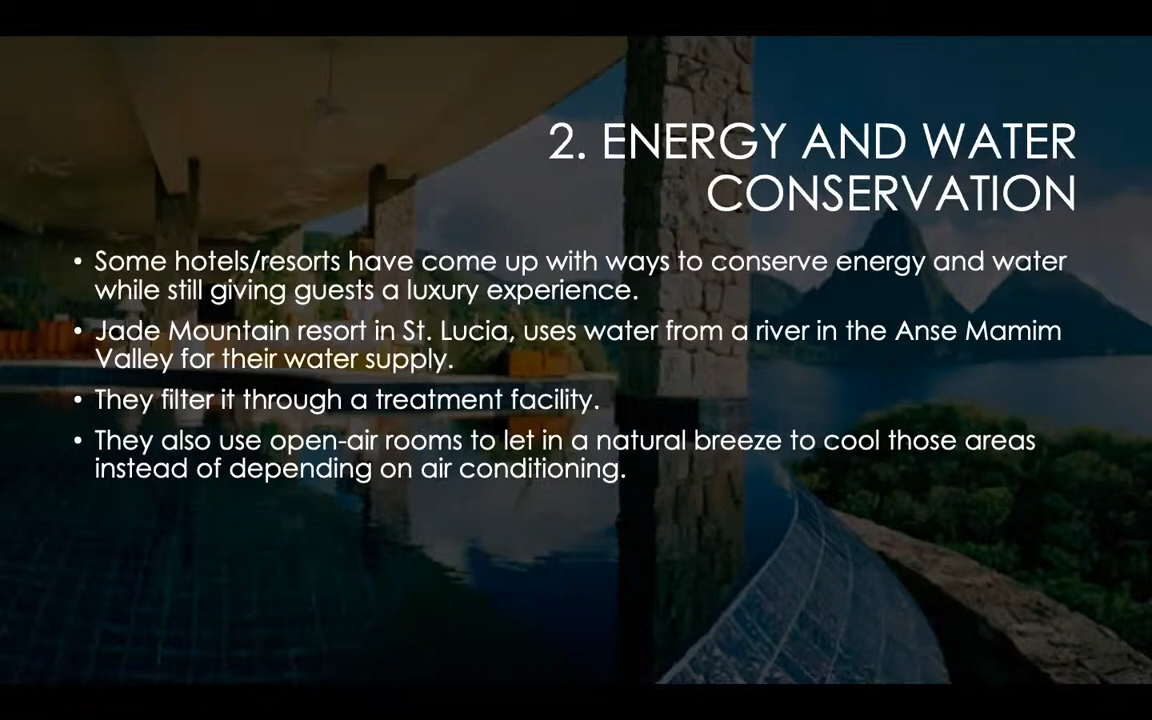 2. ENERGY AND WATER
CONSERVATION
• Some hotels/resorts have come up with ways to conserve energy and water
while still giving guests a luxury experience.
• Jade Mountain resort in St. Lucia, uses water from a river in the Anse Mamim
Valley for their water supply.
• They filter it through a treatment facility.
• They also use open-air rooms to let in a natural breeze to cool those areas
instead of depending on air conditioning.